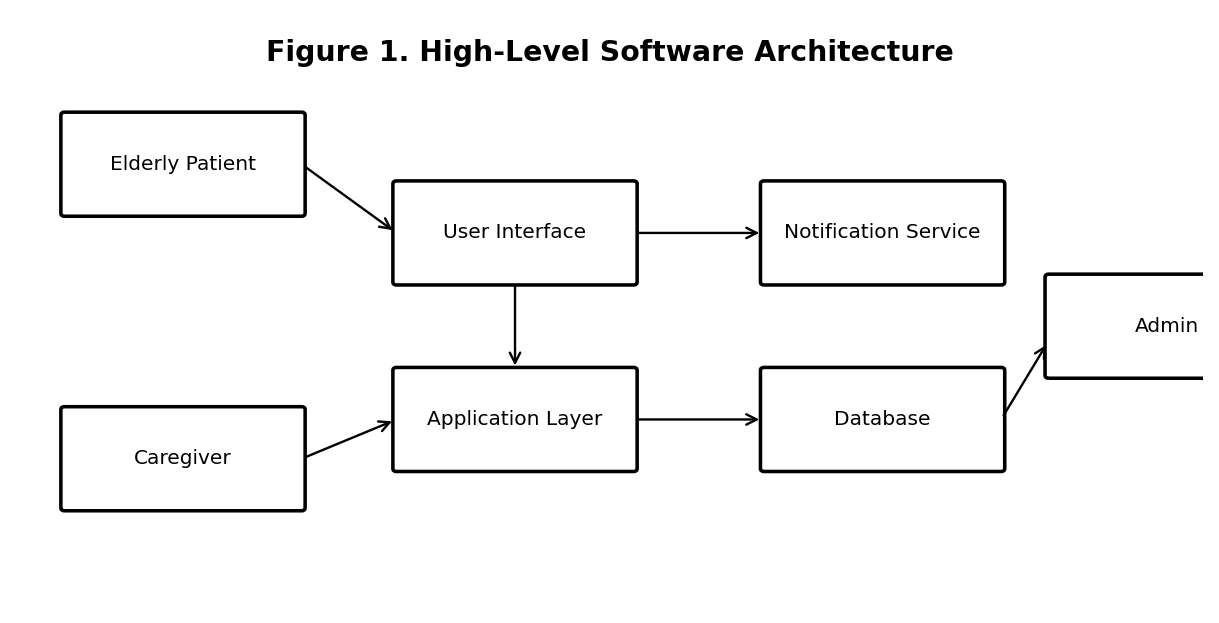 Figure 1. High-Level Software Architecture
Elderly Patient
User Interface
Notification Service
Admin
Application Layer
Database
Caregiver